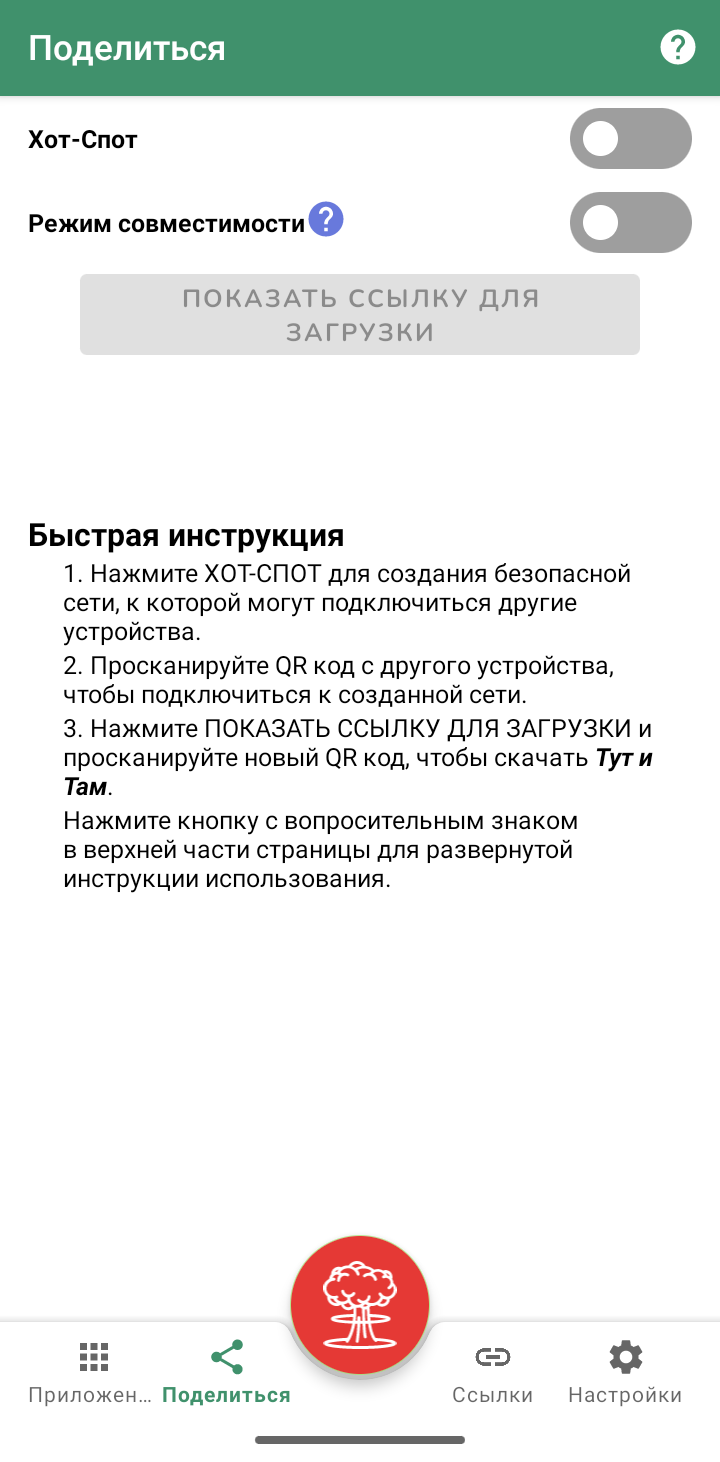 Поделиться
Хот-Спот
Режим совместимости
ПОКАЗАТЬ ССЫЛКУ ДЛЯ
ЗАГРУЗКИ
Быстрая инструкция
1. Нажмите ХОТ-СПОТ для создания безопасной
сети, к которой могут подключиться другие
устройства.
2. Просканируйте QR код с другого устройства,
чтобы подключиться к созданной сети.
3. Нажмите ПОКАЗАТЬ ССЫЛКУ ДЛЯ ЗАГРУЗКИ и
просканируйте новый QR код, чтобы скачать Тут и
Там.
Нажмите кнопку с вопросительным знаком
в верхней части страницы для развернутой
инструкции использования.
Приложен... Поделиться Ссылки Настройки